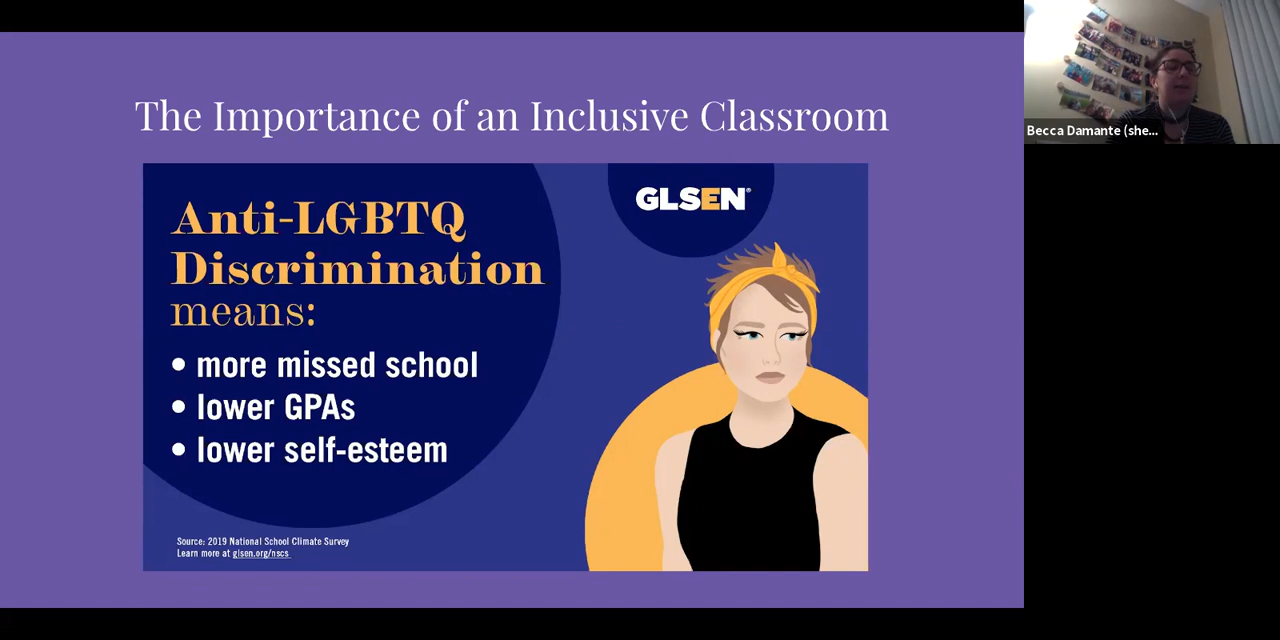 The Importance of an Inclusive Classroom
GLSEN®
Anti-LGBTQ
Discrimination
means:
• more missed school
• lower GPAs
• lower self-esteem
Source: 2019 National School Climate Survey
Learn more at glsen.org/nscs
Becca Damante (she...